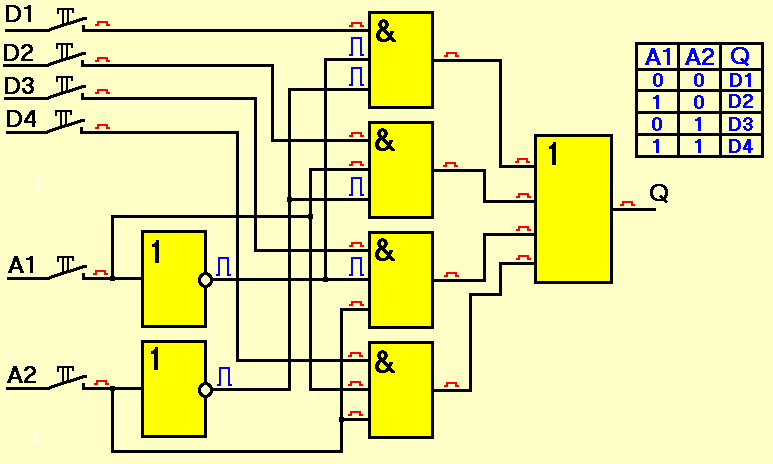 D1
D2
D3
D4
A1
A2
1
1
&
&
&
&
1
Q
A1 A2 Q
0 0 D1
1 0 D2
0 1 D3
1 1 D4